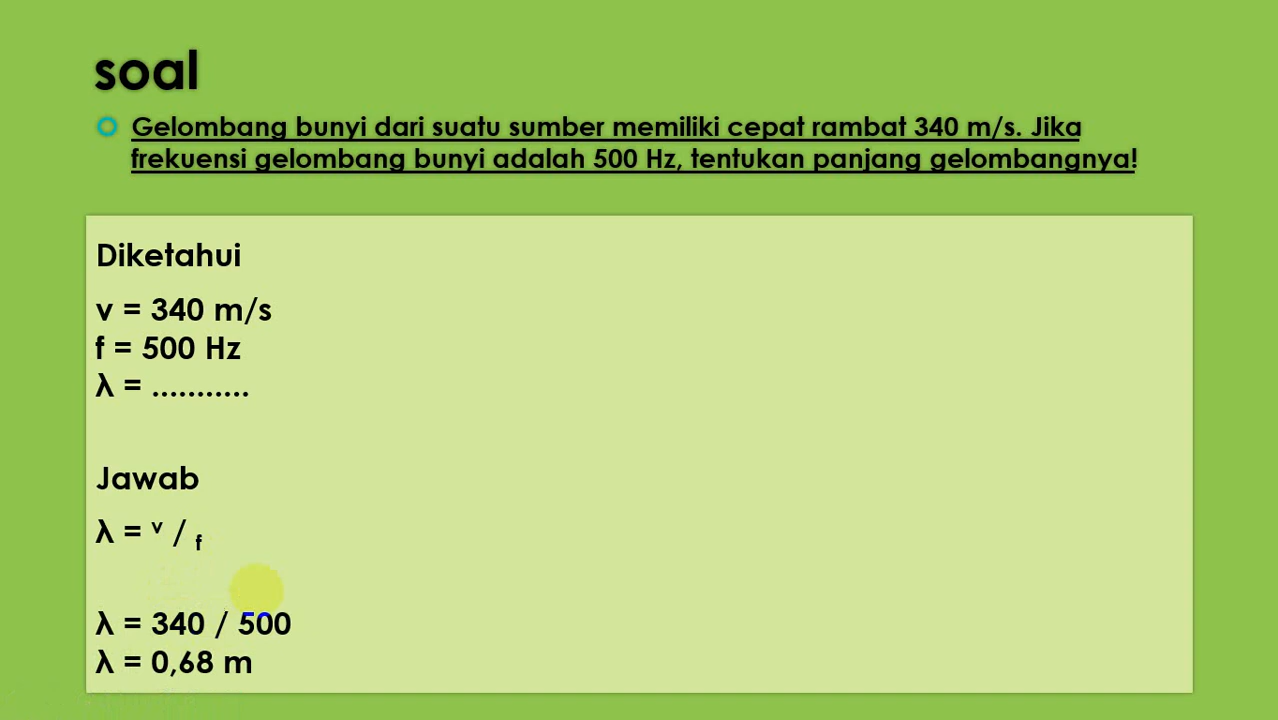 soal
Gelombang bunyi dari suatu sumber memiliki cepat rambat 340 m/s. Jika
frekuensi gelombang bunyi adalah 500 Hz, tentukan panjang gelombangnya!
Diketahui
v = 340 m/s
f = 500 Hz
λ = ...........
Jawab
λ = v / f
λ = 340 / 500
λ = 0,68 m